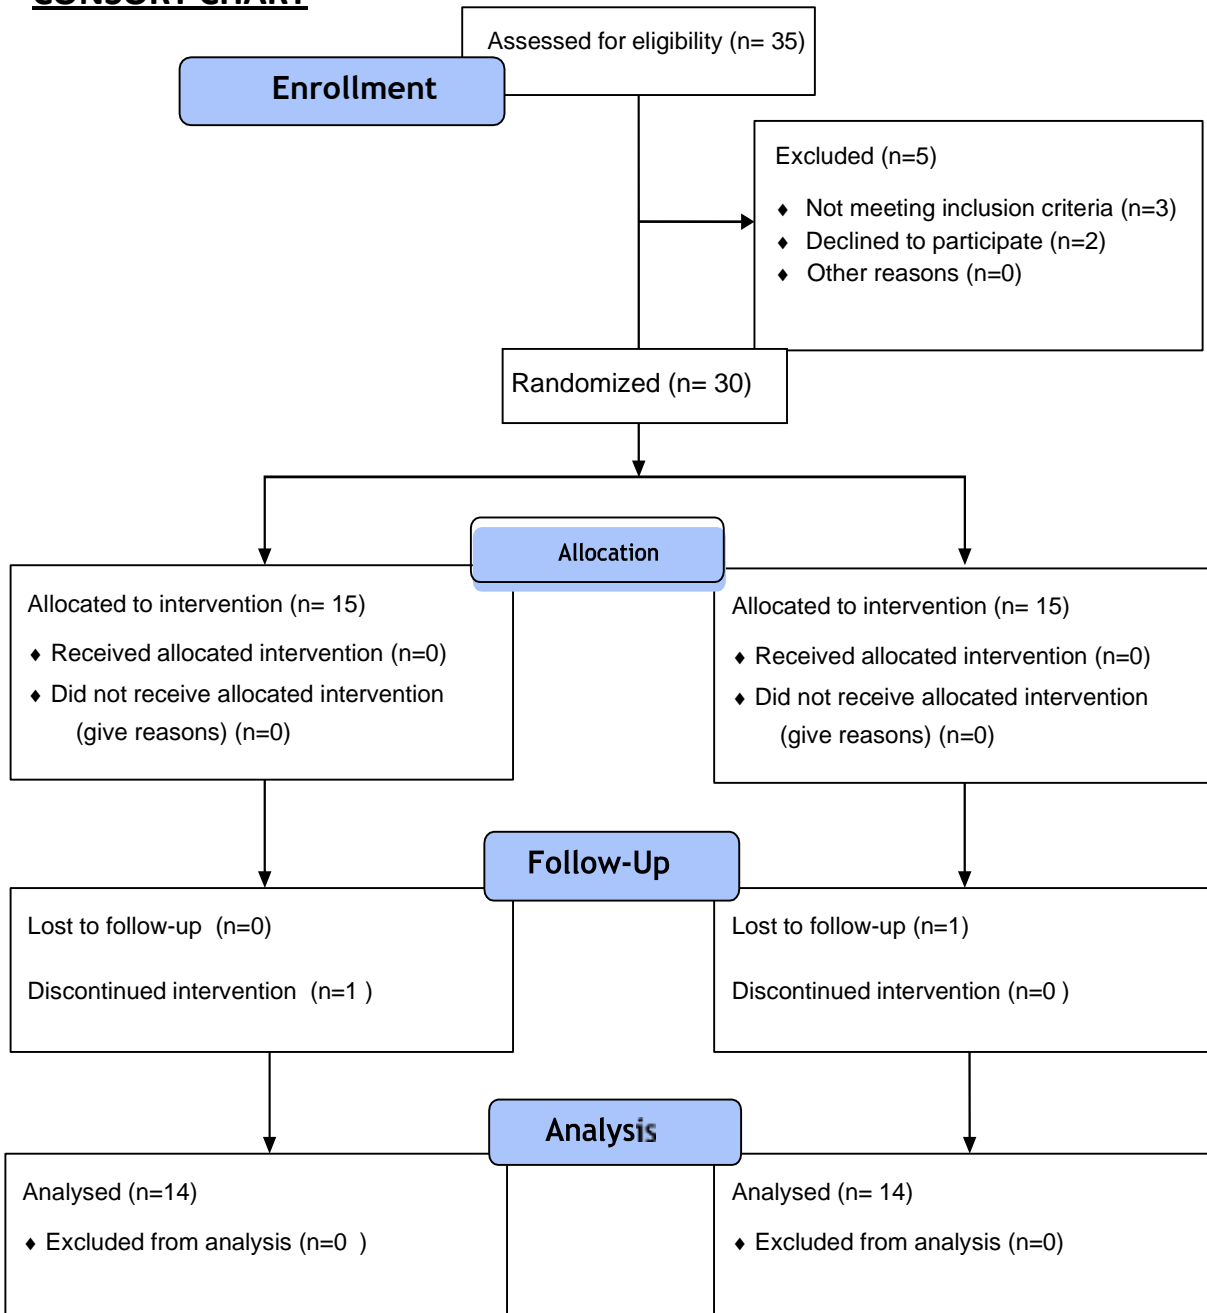 CONSORT CHART
Assessed for eligibility (n= 35)
Enrollment
Excluded (n=5)
♦ Not meeting inclusion criteria (n=3)
♦ Declined to participate (n=2)
♦ Other reasons (n=0)
Randomized (n= 30)
Allocation
Allocated to intervention (n= 15)
♦ Received allocated intervention (n=0)
♦ Did not receive allocated intervention
(give reasons) (n=0)
Allocated to intervention (n= 15)
♦ Received allocated intervention (n=0)
♦ Did not receive allocated intervention
(give reasons) (n=0)
Follow-Up
Lost to follow-up (n=0)
Discontinued intervention (n=1 )
Lost to follow-up (n=1)
Discontinued intervention (n=0 )
Analysis
Analysed (n=14)
♦ Excluded from analysis (n=0 )
Analysed (n= 14)
♦ Excluded from analysis (n=0)